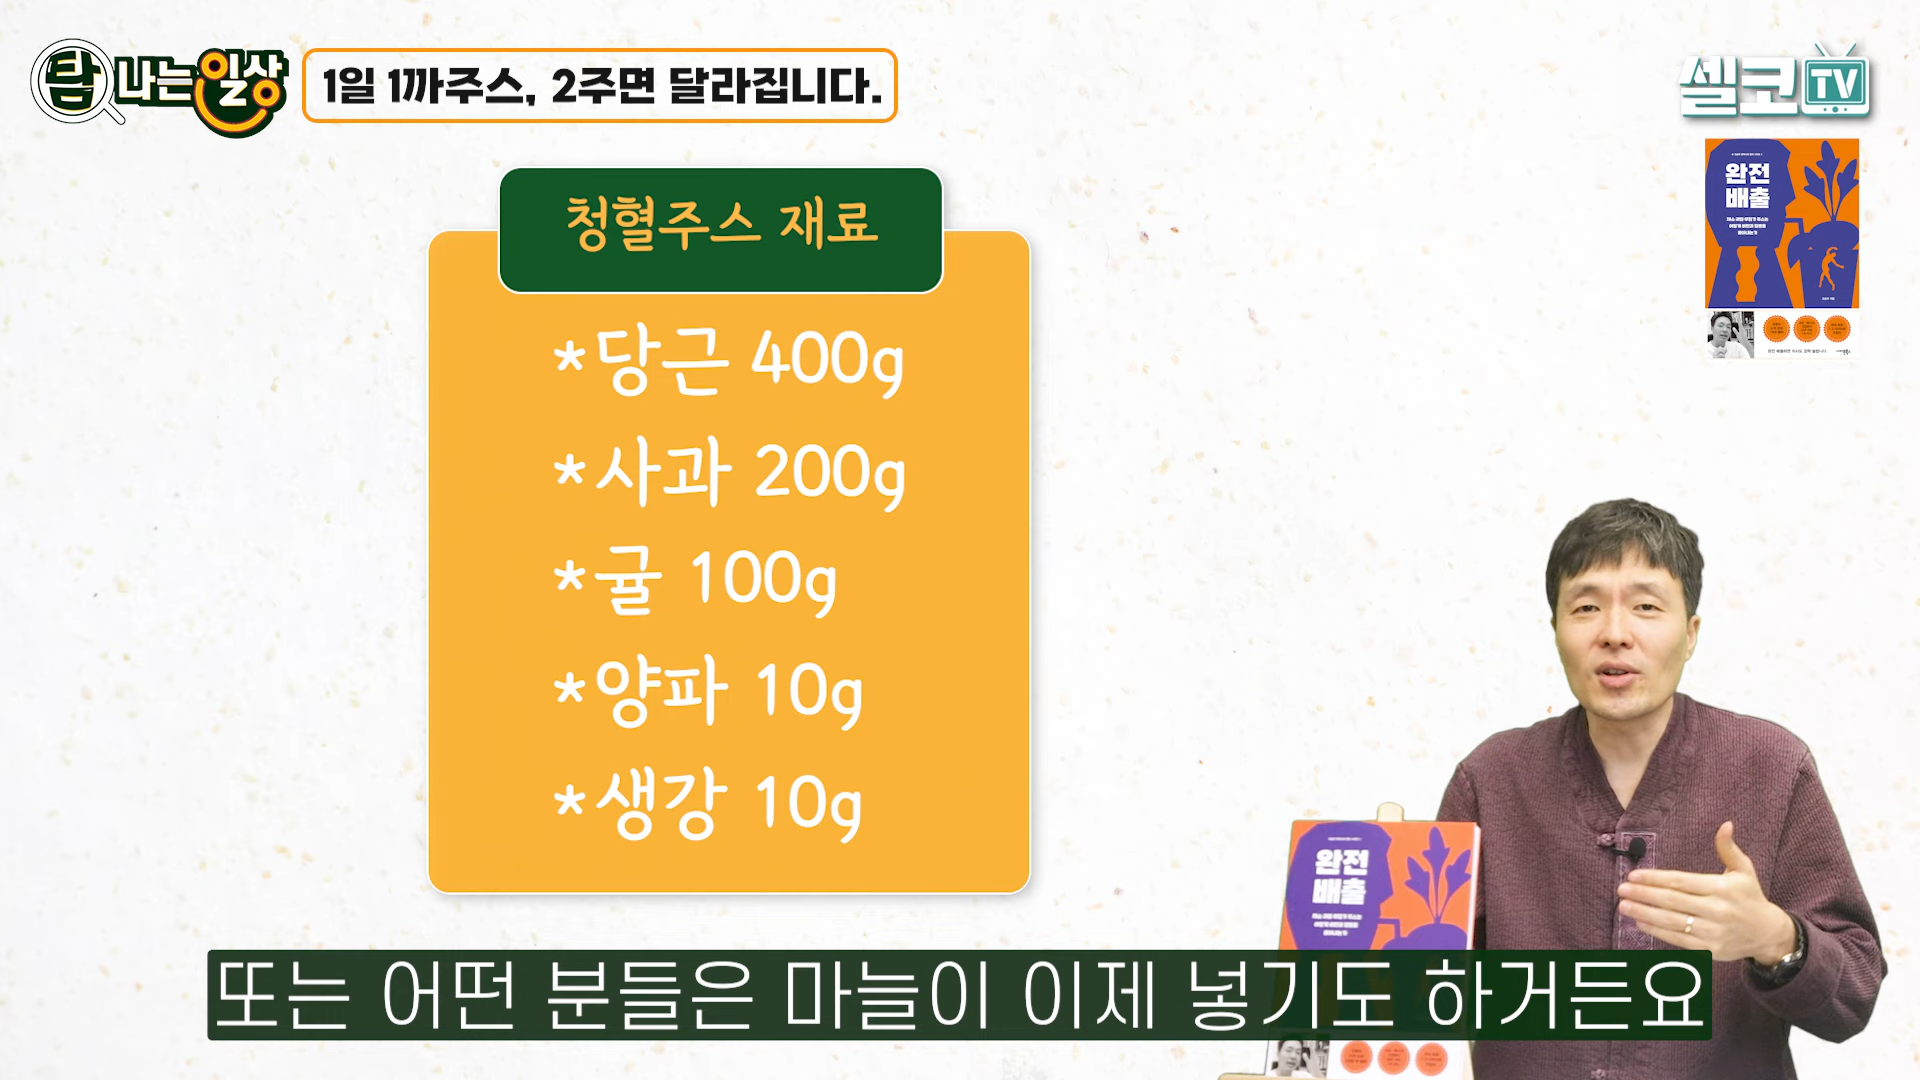 탐나는일상
1일 1까주스, 2주면 달라집니다.
셀코TV
완전
배출
청혈주스 재료
*당근 400g
*사과 200g
*귤 100g
*양파 10g
*생강 10g
완전
배출
또는 어떤 분들은 마늘이 이제 넣기도 하거든요